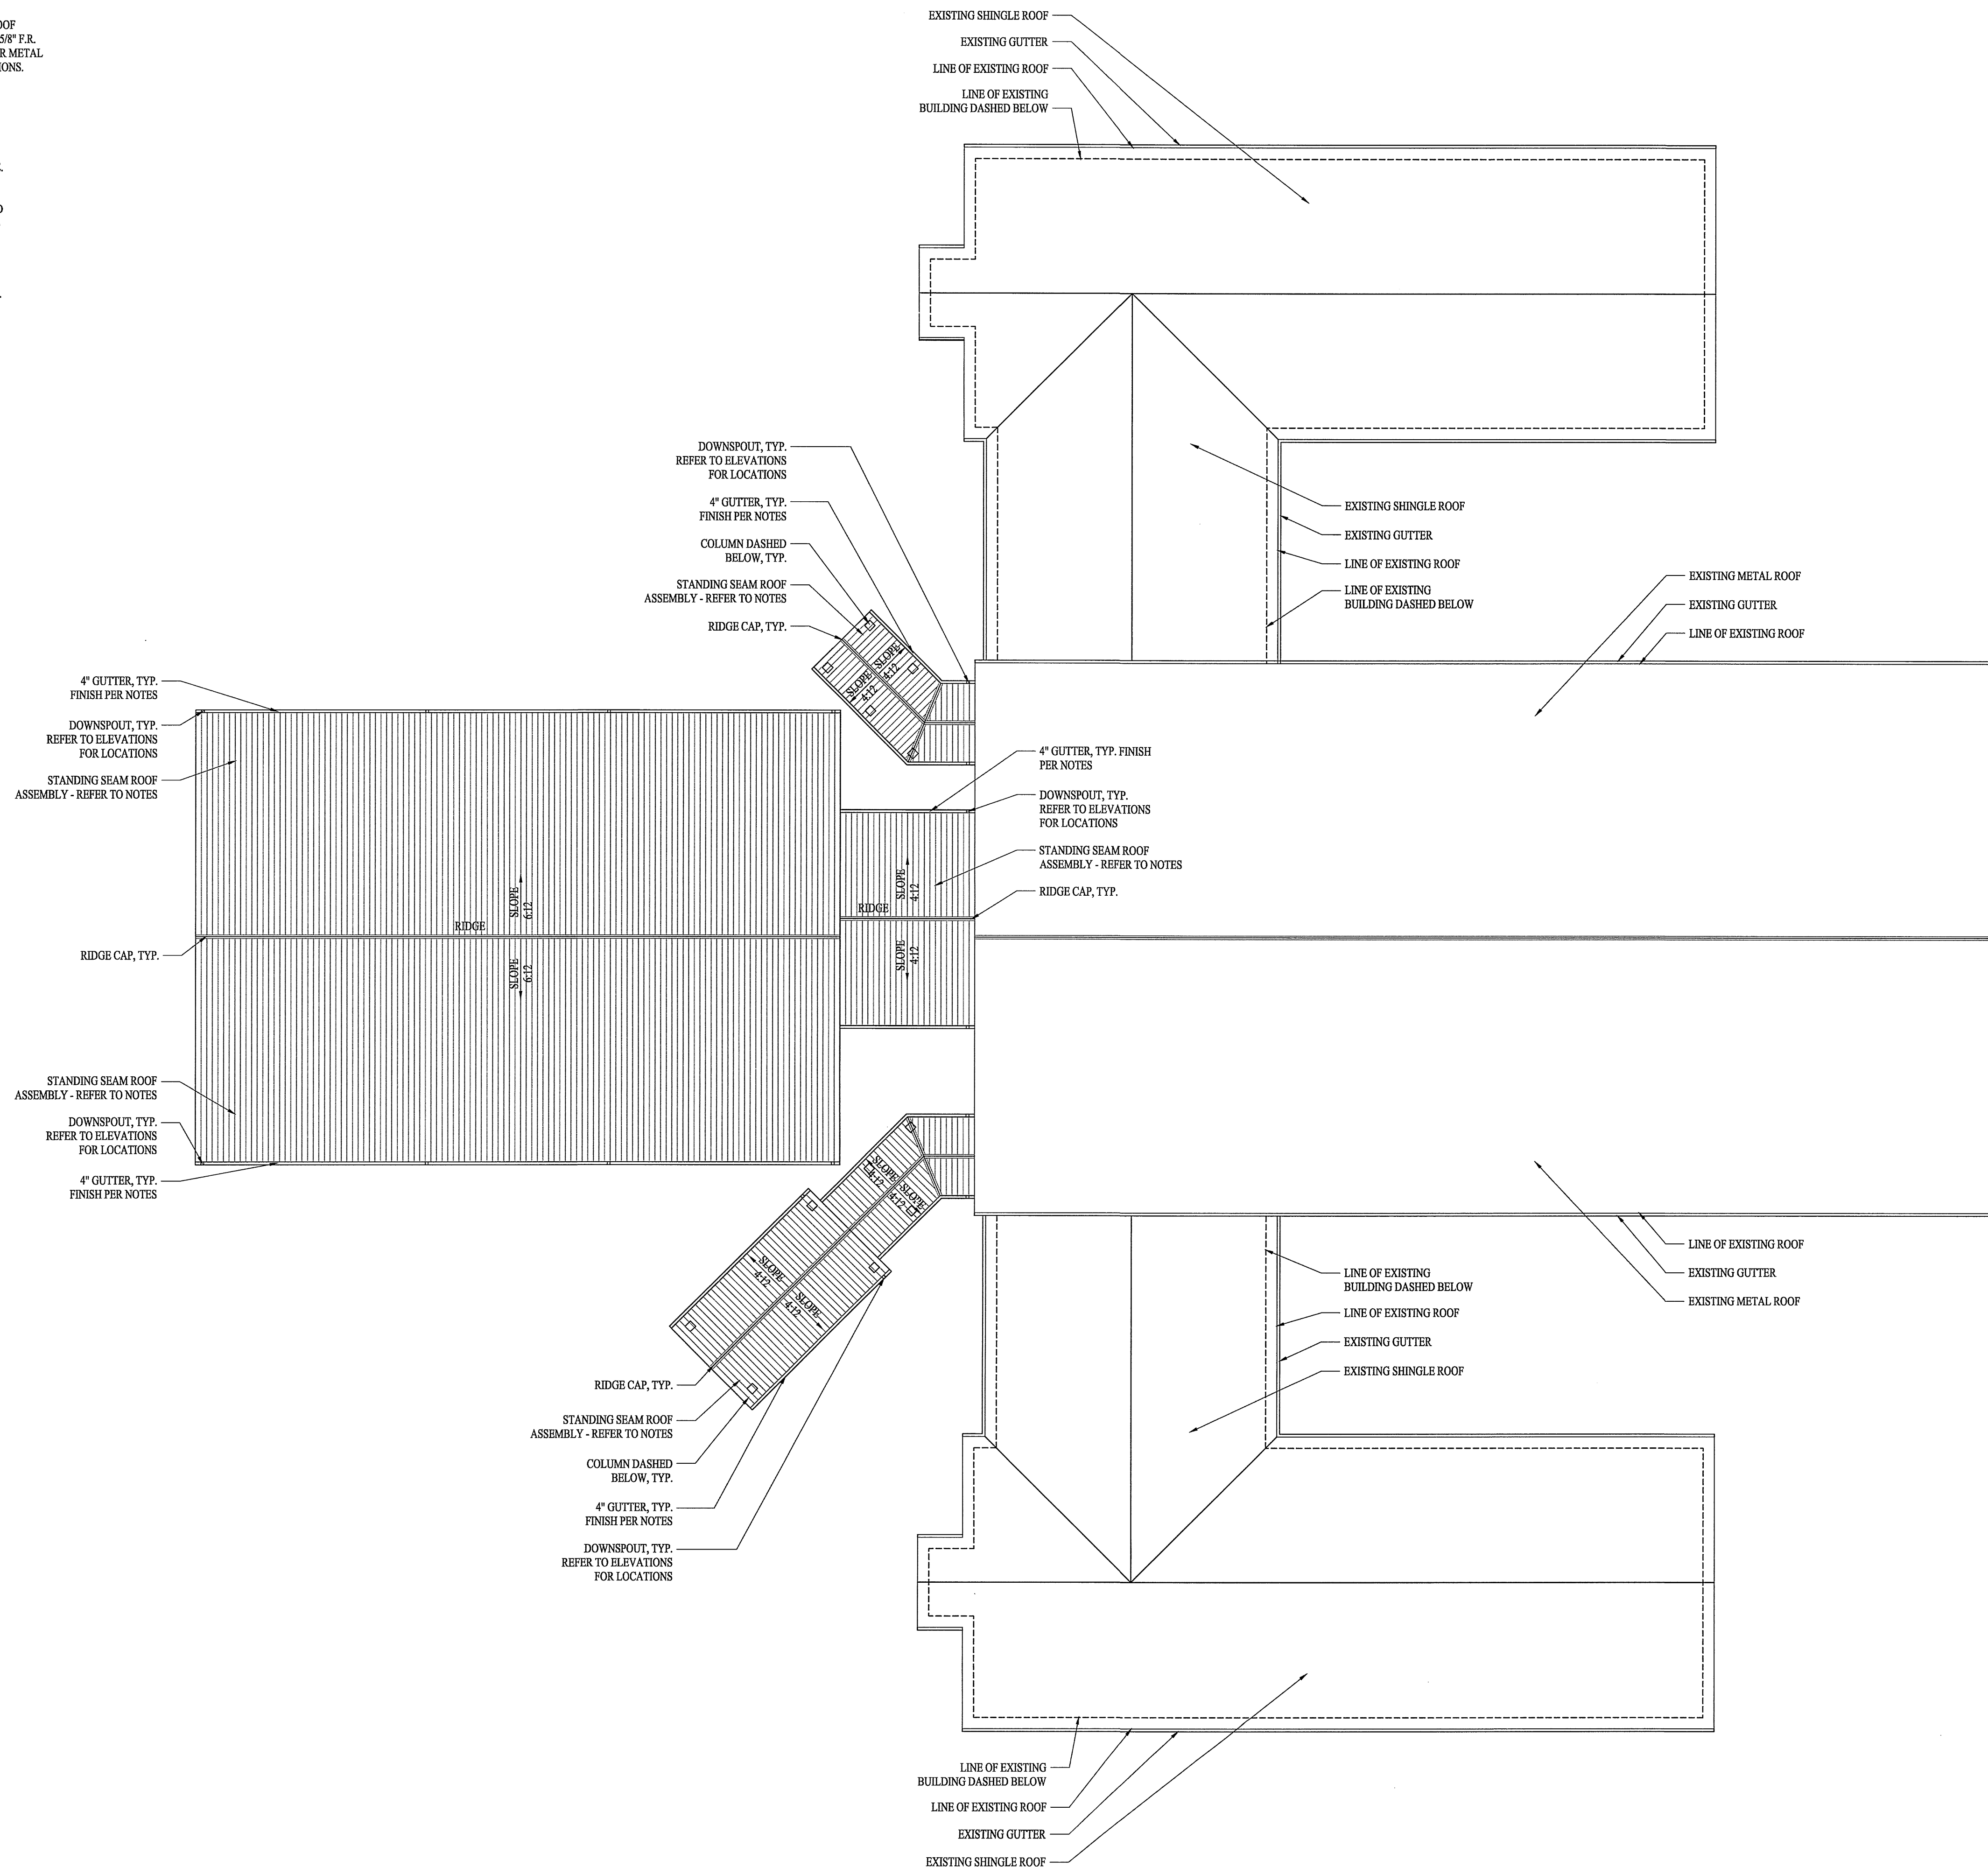 5/8" F.R.
METAL
EXISTING SHINGLE ROOF
EXISTING GUTTER
LINE OF EXISTING ROOF
LINE OF EXISTING
BUILDING DASHED BELOW
DOWNSPOUT, TYP.
REFER TO ELEVATIONS
FOR LOCATIONS
4" GUTTER, TYP.
FINISH PER NOTES
COLUMN DASHED
BELOW, TYP.
STANDING SEAM ROOF
ASSEMBLY - REFER TO NOTES
RIDGE CAP, TYP.
SLOPE
4:12
SLOPE
4:12
EXISTING SHINGLE ROOF
EXISTING GUTTER
LINE OF EXISTING ROOF
LINE OF EXISTING
BUILDING DASHED BELOW
EXISTING METAL ROOF
EXISTING GUTTER
LINE OF EXISTING ROOF
4" GUTTER, TYP.
FINISH PER NOTES
DOWNSPOUT, TYP.
REFER TO ELEVATIONS
FOR LOCATIONS
STANDING SEAM ROOF
ASSEMBLY - REFER TO NOTES
SLOPE
6:12
RIDGE
SLOPE
6:12
RIDGE CAP, TYP.
4" GUTTER, TYP. FINISH
PER NOTES
DOWNSPOUT, TYP.
REFER TO ELEVATIONS
FOR LOCATIONS
STANDING SEAM ROOF
ASSEMBLY - REFER TO NOTES
RIDGE CAP, TYP.
SLOPE
4:12
RIDGE
SLOPE
4:12
STANDING SEAM ROOF
ASSEMBLY - REFER TO NOTES
DOWNSPOUT, TYP.
REFER TO ELEVATIONS
FOR LOCATIONS
4" GUTTER, TYP.
FINISH PER NOTES
SLOPE
4:12
SLOPE
4:12
SLOPE
4:12
SLOPE
4:12
RIDGE CAP, TYP.
STANDING SEAM ROOF
ASSEMBLY - REFER TO NOTES
COLUMN DASHED
BELOW, TYP.
4" GUTTER, TYP.
FINISH PER NOTES
DOWNSPOUT, TYP.
REFER TO ELEVATIONS
FOR LOCATIONS
LINE OF EXISTING ROOF
EXISTING GUTTER
EXISTING METAL ROOF
LINE OF EXISTING
BUILDING DASHED BELOW
LINE OF EXISTING ROOF
EXISTING GUTTER
EXISTING SHINGLE ROOF
LINE OF EXISTING
BUILDING DASHED BELOW
LINE OF EXISTING ROOF
EXISTING GUTTER
EXISTING SHINGLE ROOF